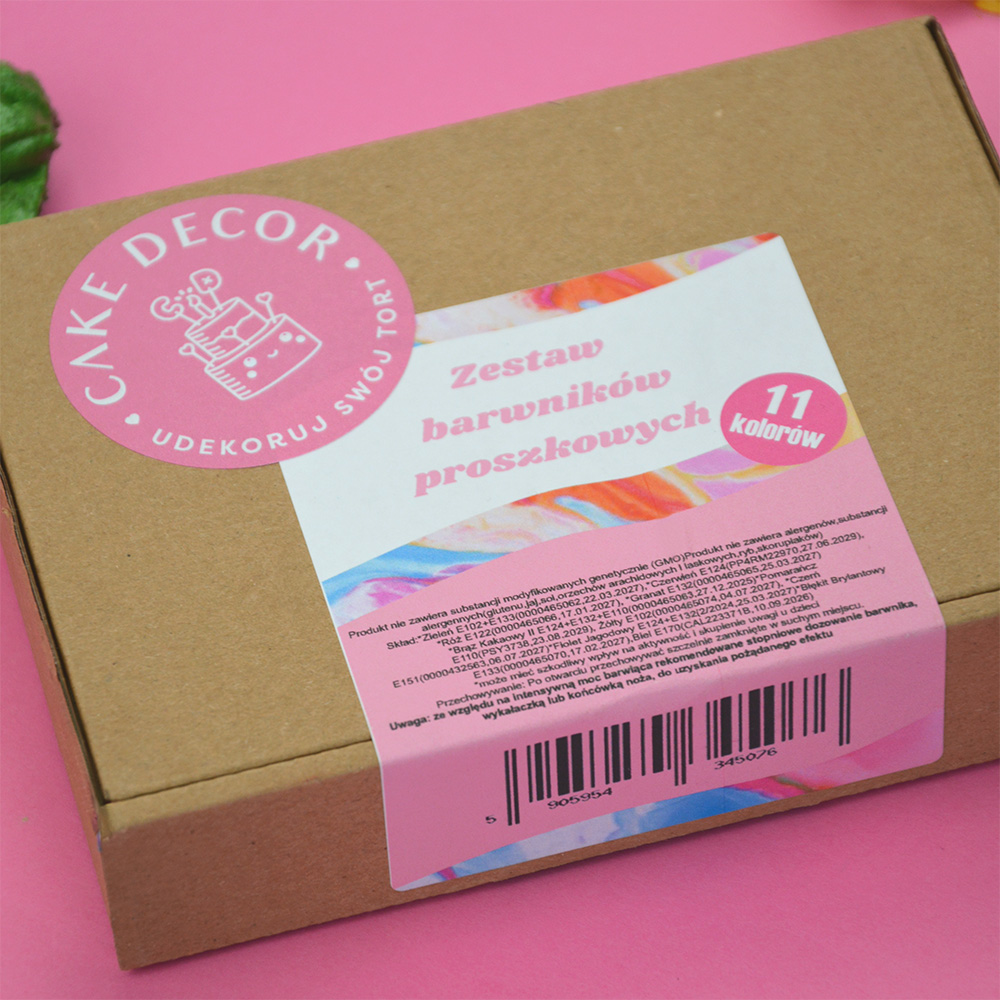 CAKE DECOR
UDEKORUJ SWÓJ TORT
Zestaw
barwników
proszkowych
11
kolorów
Produkt nie zawiera substancji modyfikowanych genetycznie (GMO)Produkt nie zawiera alergenów,substancji
alergennych(glutenu,jaj,soi,orzechów arachidowych I laskowych,ryb,skorupiaków)
Skład:*Zieleń E102+E133(0000465062,22.03.2027),*Czerwień E124(PP4RM22970,27.06.2029),
*Róż E122(0000465066,17.01.2027), *Granat E132(0000465065,25.03.2027)
*Brąz Kakaowy II E124+E132+E110(0000465063,27.12.2025)*Pomarańcz
E110(PSY3738,23.08.2029), Żółty E102(0000465074,04.07.2027), *Czerń
E151(0000432563,06.07.2027)*Fiolet Jagodowy E124+E132(2/2024,25.03.2027)*Błękit Brylantowy
E133(0000465070,17.02.2027),Biel E170(CAL223371B,10.09.2026)
*może mieć szkodliwy wpływ na aktywność i skupienie uwagi u dzieci
Przechowywanie: Po otwarciu przechowywać szczelnie zamknięte w suchym miejscu.
Uwaga: ze względu na intensywną moc barwiąca rekomendowane stopniowe dozowanie barwnika,
wykałaczką lub końcówką noża, do uzyskania pożądanego efektu
5 905954 345076